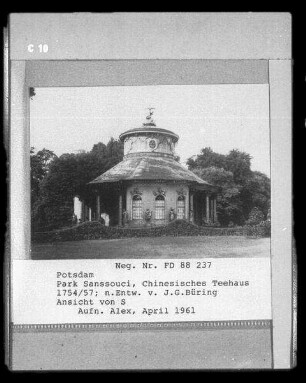 C 10
Neg. Nr. FD 88 237
Potsdam
Park Sanssouci, Chinesisches Teehaus
1754/57; n.Entw. v. J.G.Büring
Ansicht von S
Aufn. Alex, April 1961